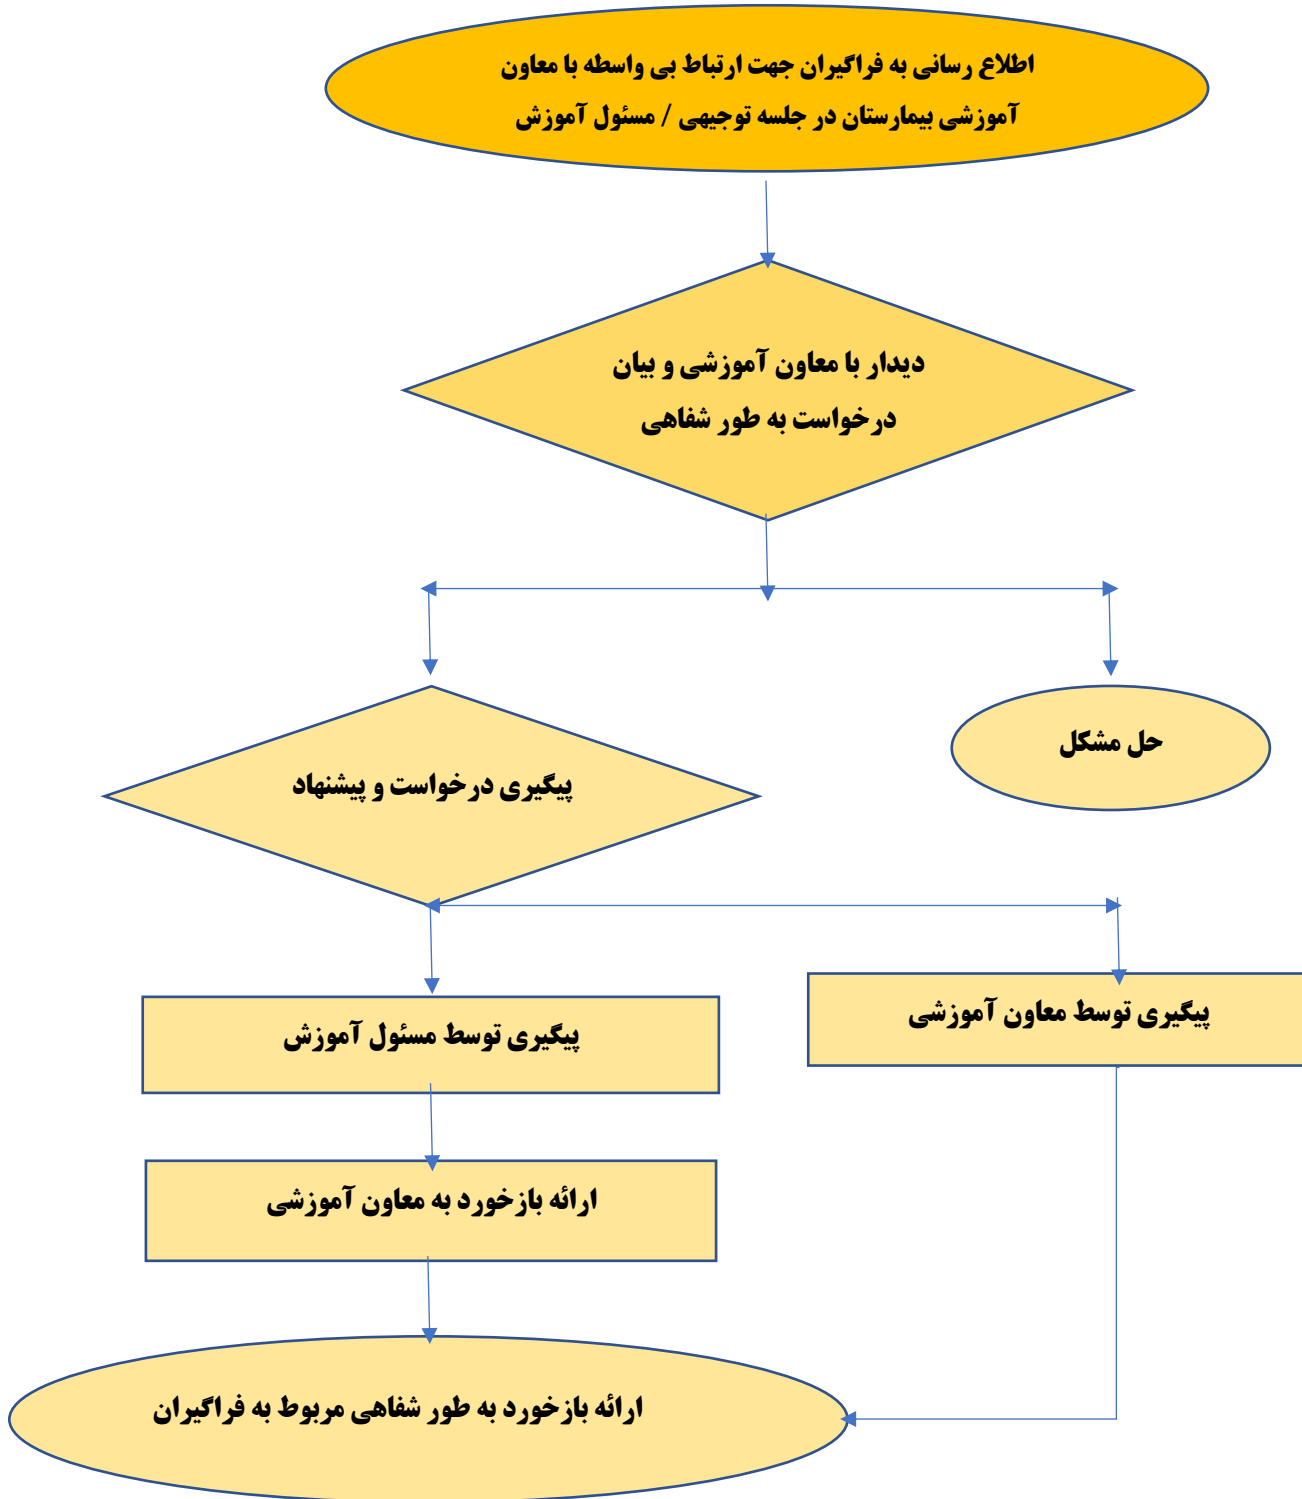 اطلاع رسانی به فراگیران جهت ارتباط بی واسطه با معاون
آموزشی بیمارستان در جلسه توجیهی / مسئول آموزش
دیدار با معاون آموزشی و بیان
درخواست به طور شفاهی
حل مشکل
پیگیری درخواست و پیشنهاد
پیگیری توسط معاون آموزشی
پیگیری توسط مسئول آموزش
ارائه بازخورد به معاون آموزشی
ارائه بازخورد به طور شفاهی مربوط به فراگیران